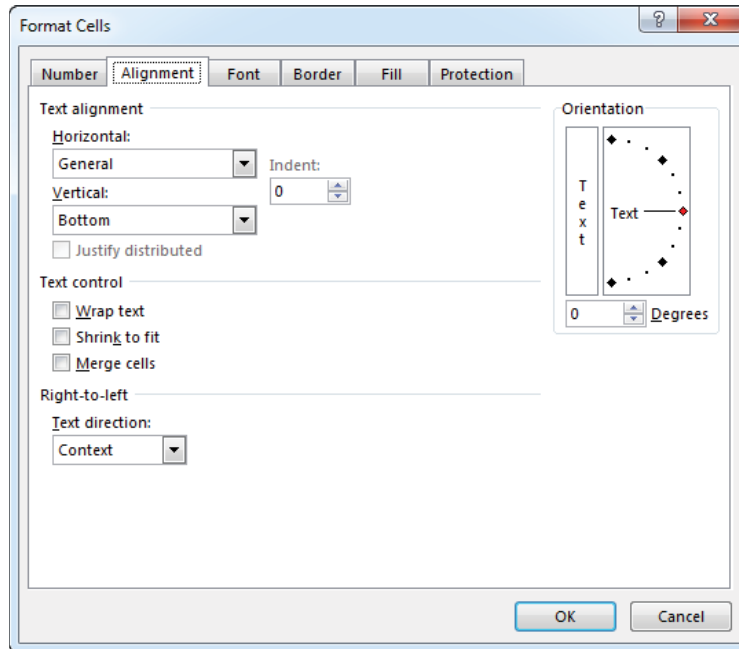 Format Cells
Number Alignment Font Border Fill Protection
Text alignment
Horizontal:
General
Indent:
0
Vertical:
Bottom
Justify distributed
Text control
Wrap text
Shrink to fit
Merge cells
Right-to-left
Text direction:
Context
Orientation
Text
Text
0 Degrees
OK Cancel